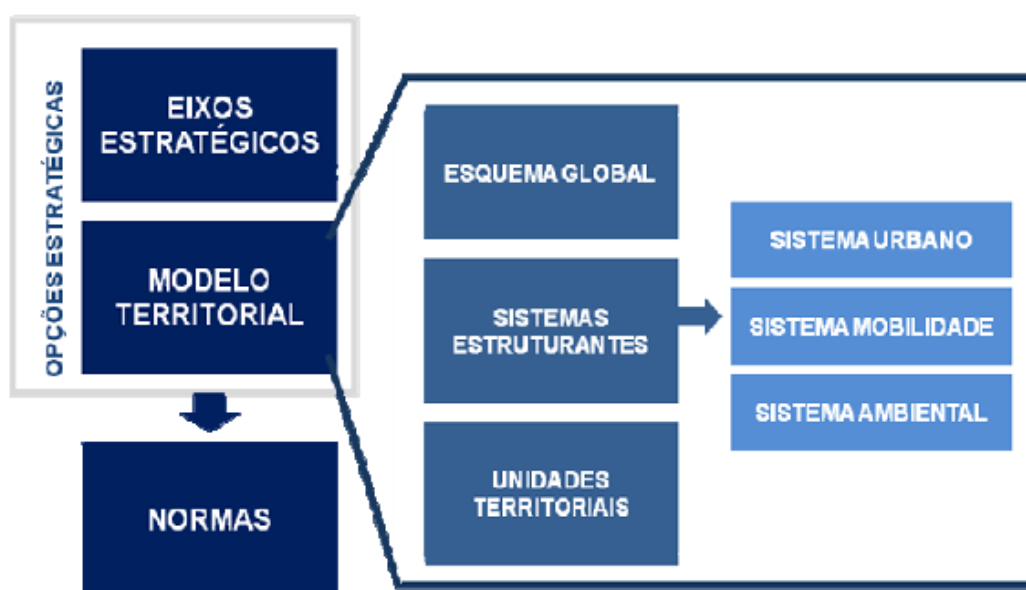 OPÇÕES ESTRATÉGICAS
EIXOS
ESTRATÉGICOS
MODELO
TERRITORIAL
NORMAS
ESQUEMA GLOBAL
SISTEMAS
ESTRUTURANTES
UNIDADES
TERRITORIAIS
SISTEMA URBANO
SISTEMA MOBILIDADE
SISTEMA AMBIENTAL